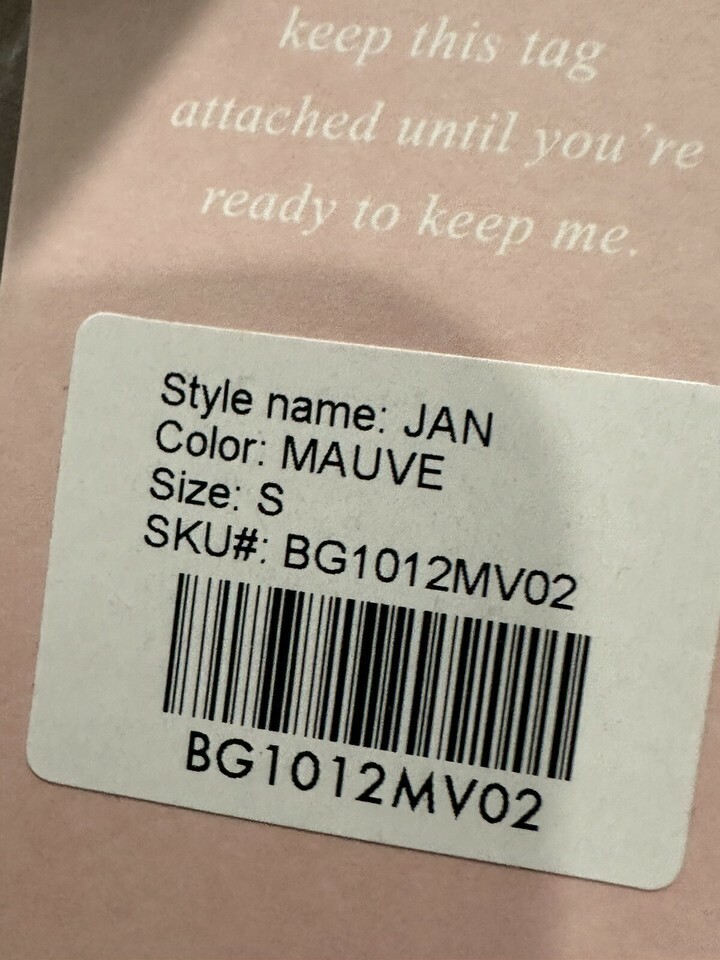 keep this tag
attached until you're
ready to keep me.
Style name: JAN
Color: MAUVE
Size: S
SKU#: BG1012MV02
BG1012MV02